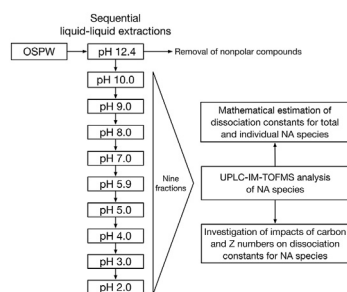 Sequential
liquid-liquid extractions
OSPW
pH 12.4
Removal of nonpolar compounds
pH 10.0
pH 9.0
pH 8.0
pH 7.0
pH 5.9
pH 5.0
pH 4.0
pH 3.0
pH 2.0
Nine
fractions
Mathematical estimation of
dissociation constants for total
and individual NA species
UPLC-IM-TOFMS analysis
of NA species
Investigation of impacts of carbon
and Z numbers on dissociation
constants for NA species